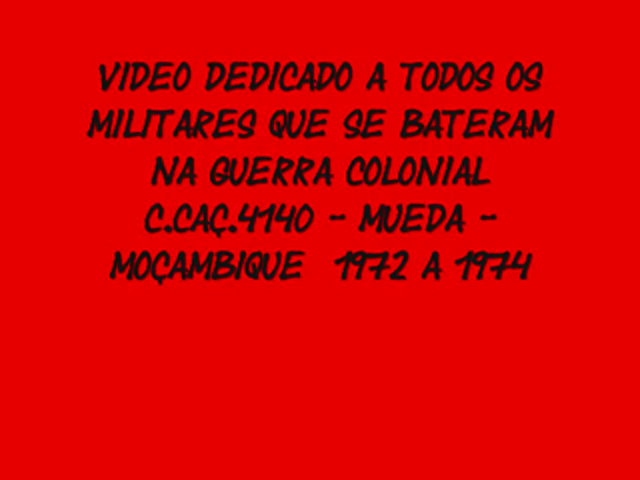 VIDEO DEDICADO A TODOS OS
MILITARES QUE SE BATERAM
NA GUERRA COLONIAL
C.CAÇ.4140 - MUEDA -
MOÇAMBIQUE 1972 A 1974